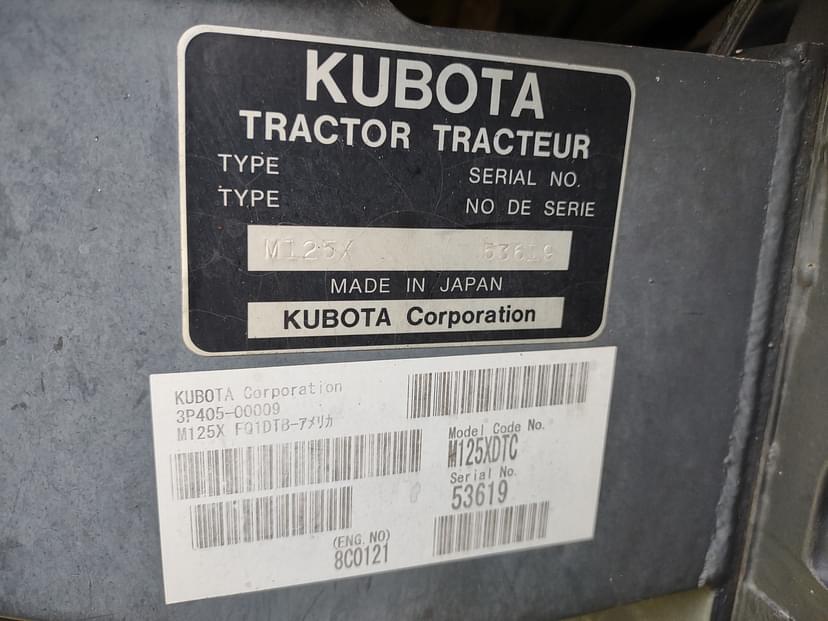 KUBOTA
TRACTOR TRACTEUR
TYPE SERIAL NO.
TYPE NO DE SERIE
M125X 53619
MADE IN JAPAN
KUBOTA Corporation
KUBOTA Corporation
3P405-00009
M125X FQ1DTB-アメリカ
Model Code No.
M125XDTC
Serial No.
53619
(ENG. NO)
8C0121